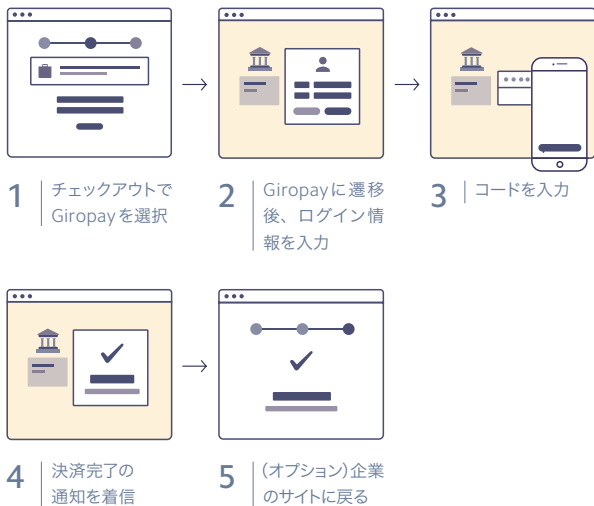 1
チェックアウトで
Giropayを選択
2
Giropayに遷移
後、ログイン情
報を入力
3
コードを入力
4
決済完了の
通知を着信
5
(オプション)企業
のサイトに戻る